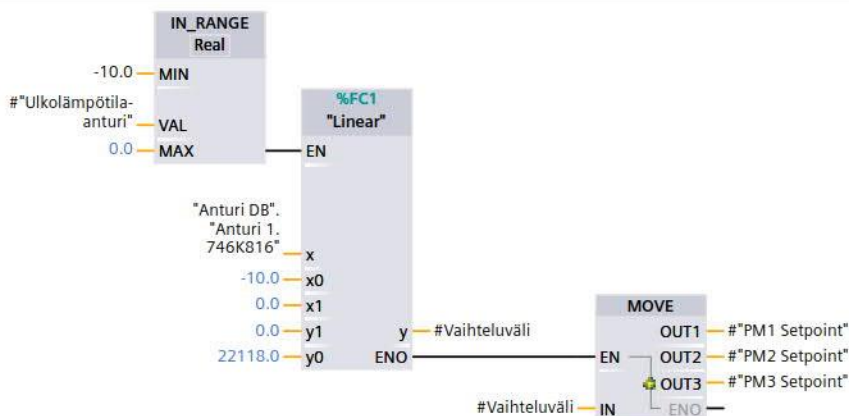 IN_RANGE
Real
-10.0 MIN
#"Ulkolämpötila-
anturi" VAL
0.0 MAX
%FC1
"Linear"
EN
"Anturi DB".
"Anturi 1.
746K816" x
-10.0 x0
0.0 x1
0.0 y1 y #Vaihteluväli
22118.0 y0 ENO
MOVE
OUT1 #"PM1 Setpoint"
EN OUT2 #"PM2 Setpoint"
OUT3 #"PM3 Setpoint"
#Vaihteluväli IN ENO